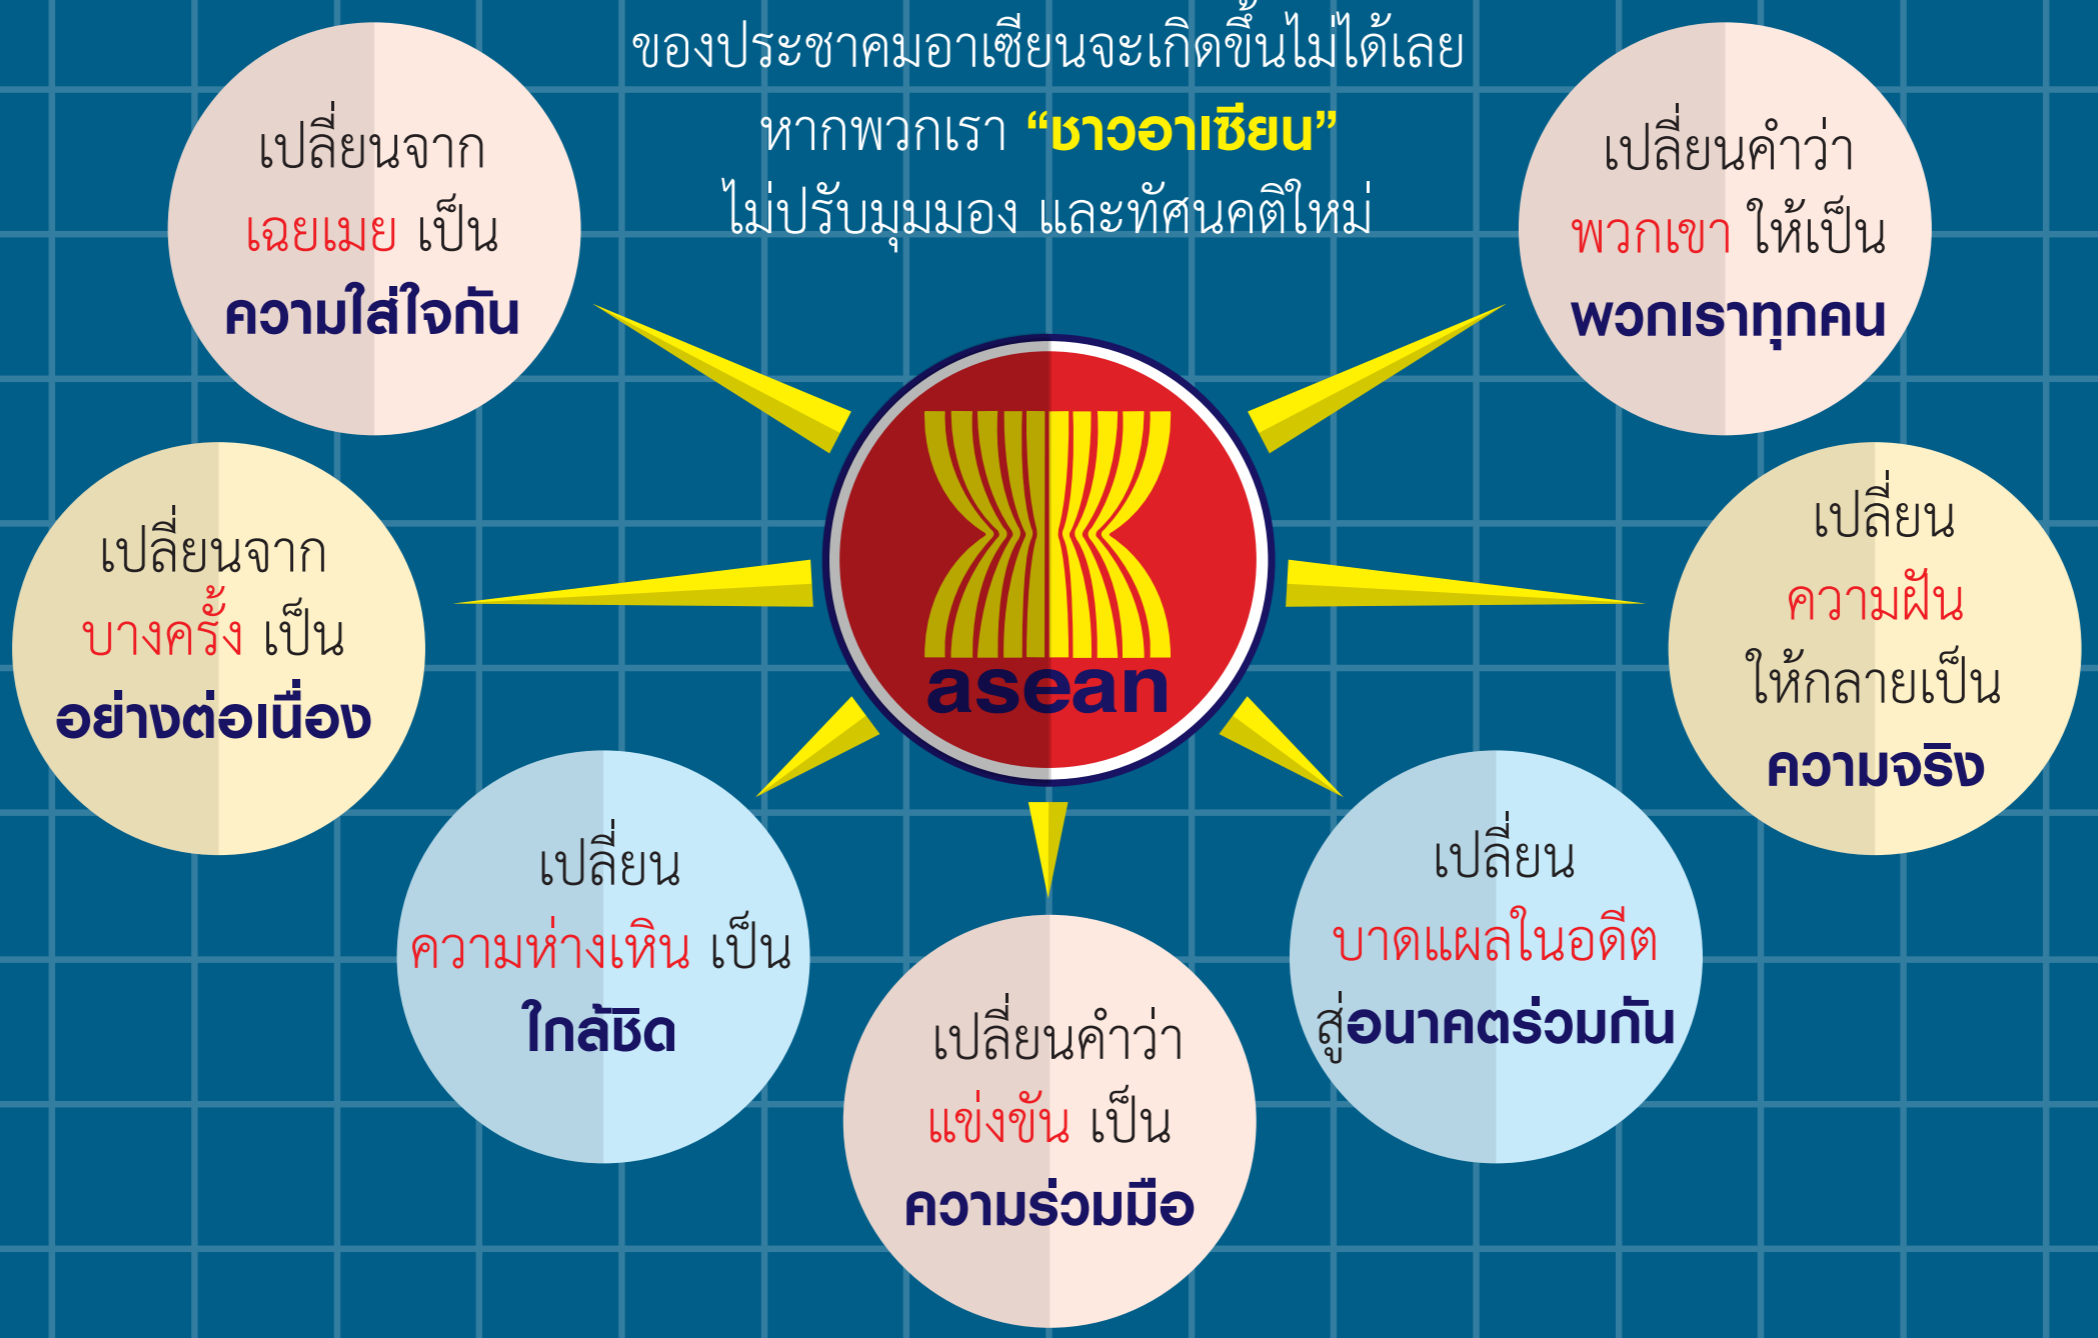 ของประชาคมอาเซียนจะเกิดขึ้นไม่ได้เลย
หากพวกเรา “ชาวอาเซียน”
ไม่ปรับมุมมอง และทัศนคติใหม่
เปลี่ยนจาก
เฉยเมย เป็น
ความใส่ใจกัน
เปลี่ยนคำว่า
พวกเขา ให้เป็น
พวกเราทุกคน
เปลี่ยนจาก
บางครั้ง เป็น
อย่างต่อเนื่อง
asean
เปลี่ยน
ความฝัน
ให้กลายเป็น
ความจริง
เปลี่ยน
ความห่างเหิน เป็น
ใกล้ชิด
เปลี่ยนคำว่า
แข่งขัน เป็น
ความร่วมมือ
เปลี่ยน
บาดแผลในอดีต
สู่อนาคตร่วมกัน